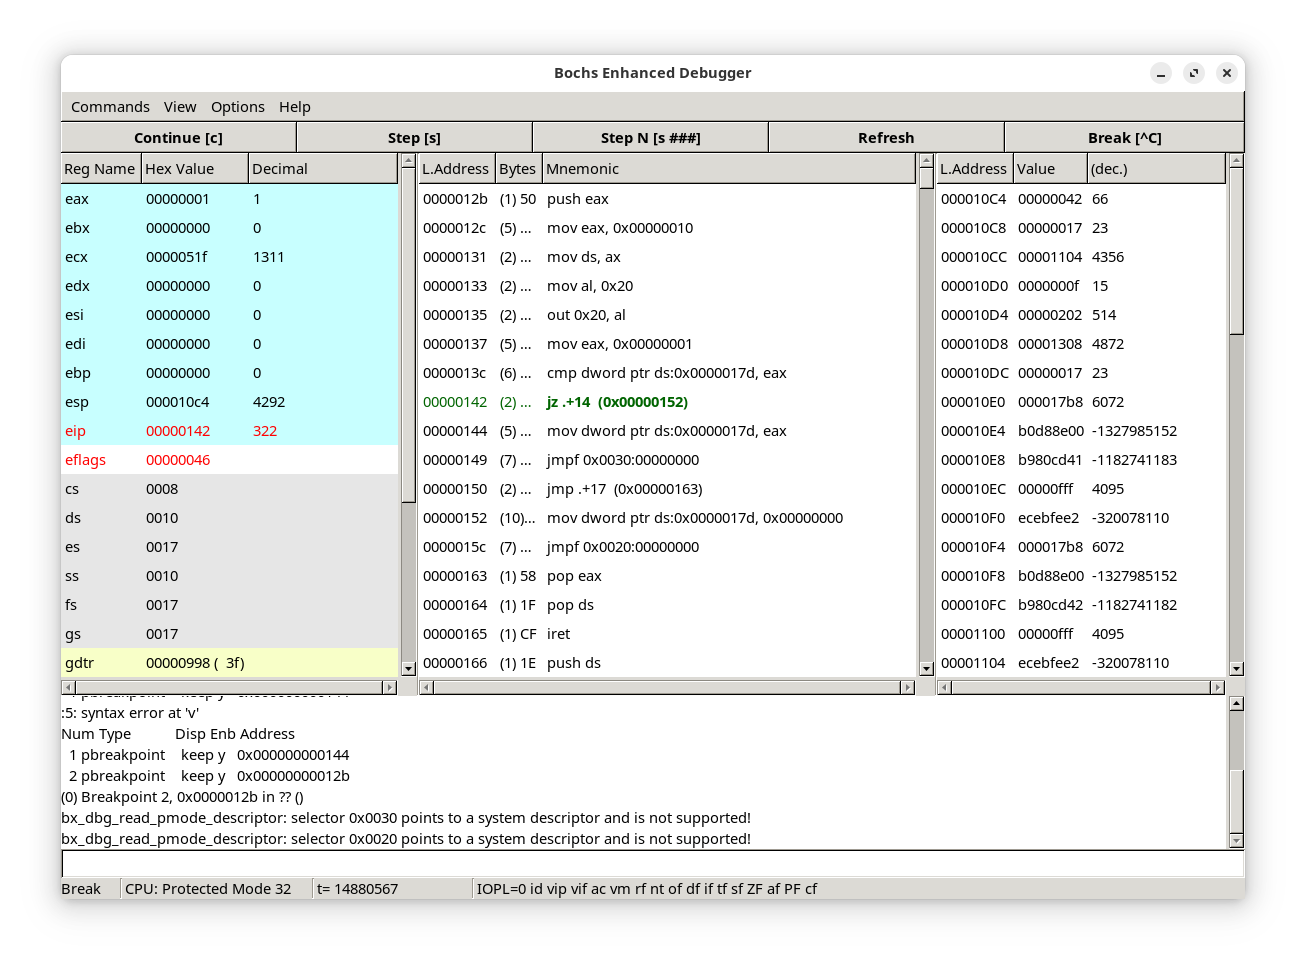 Bochs Enhanced Debugger
Commands View Options Help
Continue [c] Step [s] Step N [s ###] Refresh Break [^C]
Reg Name Hex Value Decimal L.Address Bytes Mnemonic L.Address Value (dec.)
eax 00000001 1 0000012b (1) 50 push eax 000010C4 00000042 66
ebx 00000000 0 0000012c (5) ... mov eax, 0x00000010 000010C8 00000017 23
ecx 0000051f 1311 00000131 (2) ... mov ds, ax 000010CC 00001104 4356
edx 00000000 0 00000133 (2) ... mov al, 0x20 000010D0 0000000f 15
esi 00000000 0 00000135 (2) ... out 0x20, al 000010D4 00000202 514
edi 00000000 0 00000137 (5) ... mov eax, 0x00000001 000010D8 00001308 4872
ebp 00000000 0 0000013c (6) ... cmp dword ptr ds:0x0000017d, eax 000010DC 00000017 23
esp 000010c4 4292 00000142 (2) ... jz .+14 (0x00000152) 000010E0 000017b8 6072
eip 00000142 322 00000144 (5) ... mov dword ptr ds:0x0000017d, eax 000010E4 b0d88e00 -1327985152
eflags 00000046 00000149 (7) ... jmpf 0x0030:00000000 000010E8 b980cd41 -1182741183
cs 0008 00000150 (2) ... jmp .+17 (0x00000163) 000010EC 00000fff 4095
ds 0010 00000152 (10)... mov dword ptr ds:0x0000017d, 0x00000000 000010F0 ecebfee2 -320078110
es 0017 0000015c (7) ... jmpf 0x0020:00000000 000010F4 000017b8 6072
ss 0010 00000163 (1) 58 pop eax 000010F8 b0d88e00 -1327985152
fs 0017 00000164 (1) 1F pop ds 000010FC b980cd42 -1182741182
gs 0017 00000165 (1) CF iret 00001100 00000fff 4095
gdtr 00000998 ( 3f) 00000166 (1) 1E push ds 00001104 ecebfee2 -320078110
:5: syntax error at 'v'
Num Type Disp Enb Address
1 pbreakpoint keep y 0x000000000144
2 pbreakpoint keep y 0x00000000012b
(0) Breakpoint 2, 0x0000012b in ?? ()
bx_dbg_read_pmode_descriptor: selector 0x0030 points to a system descriptor and is not supported!
bx_dbg_read_pmode_descriptor: selector 0x0020 points to a system descriptor and is not supported!
Break CPU: Protected Mode 32 t= 14880567 IOPL=0 id vip vif ac vm rf nt of df if tf sf ZF af PF cf